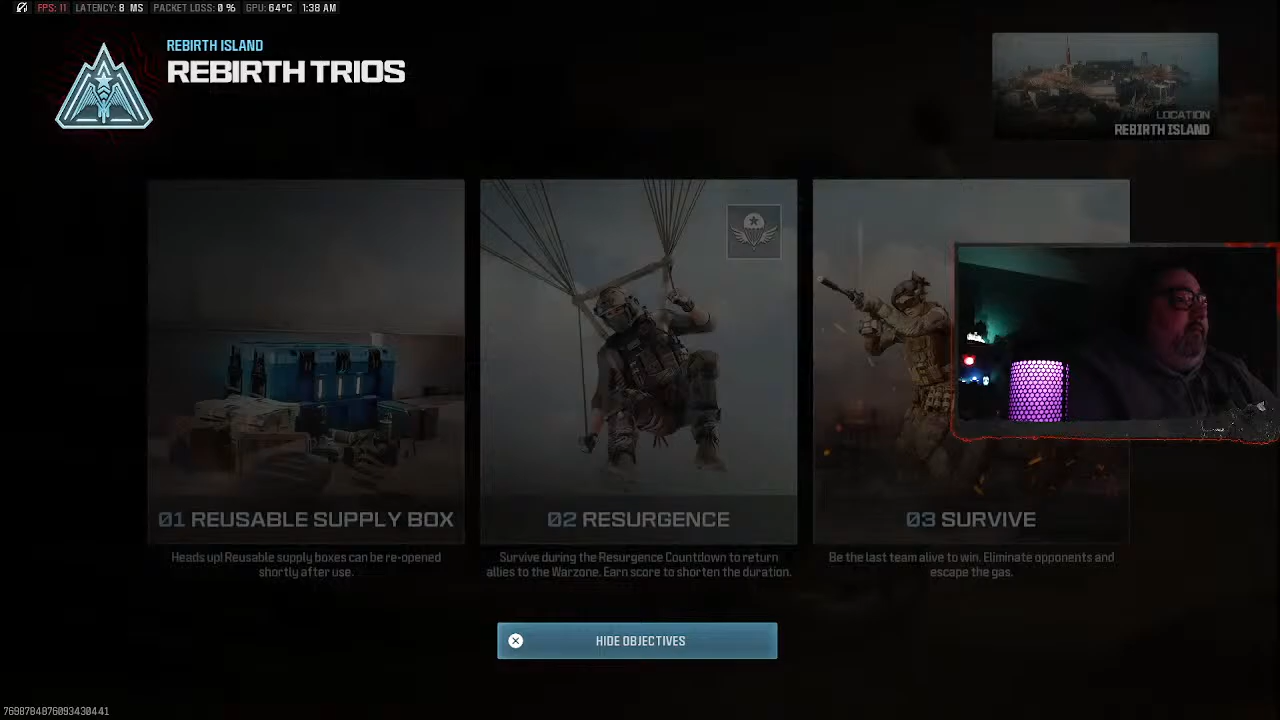 FPS: 11 LATENCY: 8 MS PACKET LOSS: 0 % GPU: 64°C 1:38 AM
REBIRTH ISLAND
REBIRTH TRIOS
LOCATION
REBIRTH ISLAND
01 REUSABLE SUPPLY BOX
Heads up! Reusable supply boxes can be re-opened
shortly after use.
02 RESURGENCE
Survive during the Resurgence Countdown to return
allies to the Warzone. Earn score to shorten the duration.
03 SURVIVE
Be the last team alive to win. Eliminate opponents and
escape the gas.
HIDE OBJECTIVES
7698784876093430441